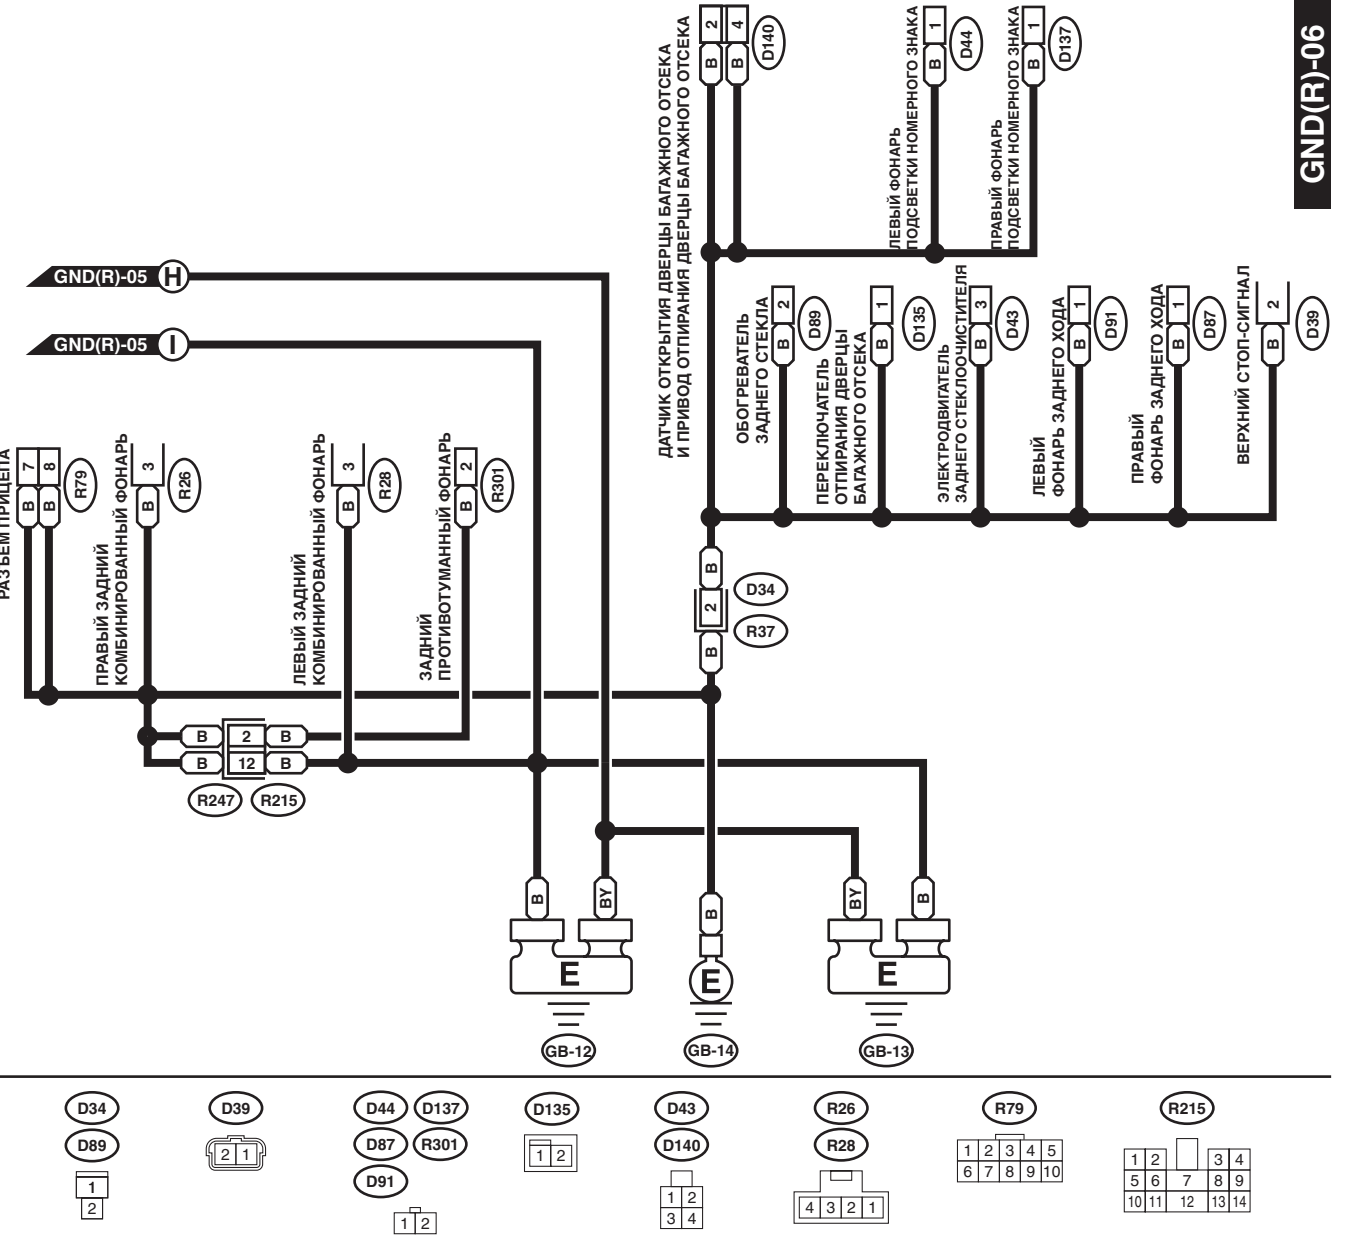 GND(R)-06
2
4
B
B
D140
ДАТЧИК ОТКРЫТИЯ ДВЕРЦЫ БАГАЖНОГО ОТСЕКА
И ПРИВОД ОТПИРАНИЯ ДВЕРЦЫ БАГАЖНОГО ОТСЕКА
1
B
D44
ЛЕВЫЙ ФОНАРЬ
ПОДСВЕТКИ НОМЕРНОГО ЗНАКА
1
B
D137
ПРАВЫЙ ФОНАРЬ
ПОДСВЕТКИ НОМЕРНОГО ЗНАКА
GND(R)-05
H
GND(R)-05
I
2
B
D89
ОБОГРЕВАТЕЛЬ
ЗАДНЕГО СТЕКЛА
1
B
D135
ПЕРЕКЛЮЧАТЕЛЬ
ОТПИРАНИЯ ДВЕРЦЫ
БАГАЖНОГО ОТСЕКА
3
B
D43
ЭЛЕКТРОДВИГАТЕЛЬ
ЗАДНЕГО СТЕКЛООЧИСТИТЕЛЯ
1
B
D91
ЛЕВЫЙ
ФОНАРЬ ЗАДНЕГО ХОДА
1
B
D87
ПРАВЫЙ
ФОНАРЬ ЗАДНЕГО ХОДА
2
B
D39
ВЕРХНИЙ СТОП-СИГНАЛ
РАЗЪЕМ ПРИЦЕПА
7
8
B
B
R79
ПРАВЫЙ ЗАДНИЙ
КОМБИНИРОВАННЫЙ ФОНАРЬ
3
B
R26
ЛЕВЫЙ ЗАДНИЙ
КОМБИНИРОВАННЫЙ ФОНАРЬ
3
B
R28
ЗАДНИЙ
ПРОТИВОТУМАННЫЙ ФОНАРЬ
2
B
R301
B
2
B
D34
R37
B 2 B
B 12 B
R247 R215
B
BY
B
BY
B
E
E
E
GB-12
GB-14
GB-13
D34
D89
1
2
D39
2 1
D44 D137
D87 R301
D91
1 2
D135
1 2
D43
D140
1 2
3 4
R26
R28
4 3 2 1
R79
1 2 3 4 5
6 7 8 9 10
R215
1 2 3 4
5 6 7 8 9
10 11 12 13 14